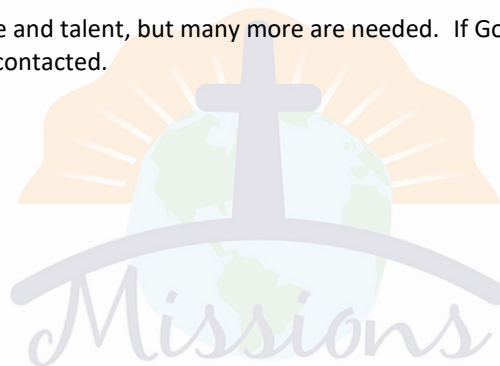 e and talent, but many more are needed.  If Go
contacted.
Missions